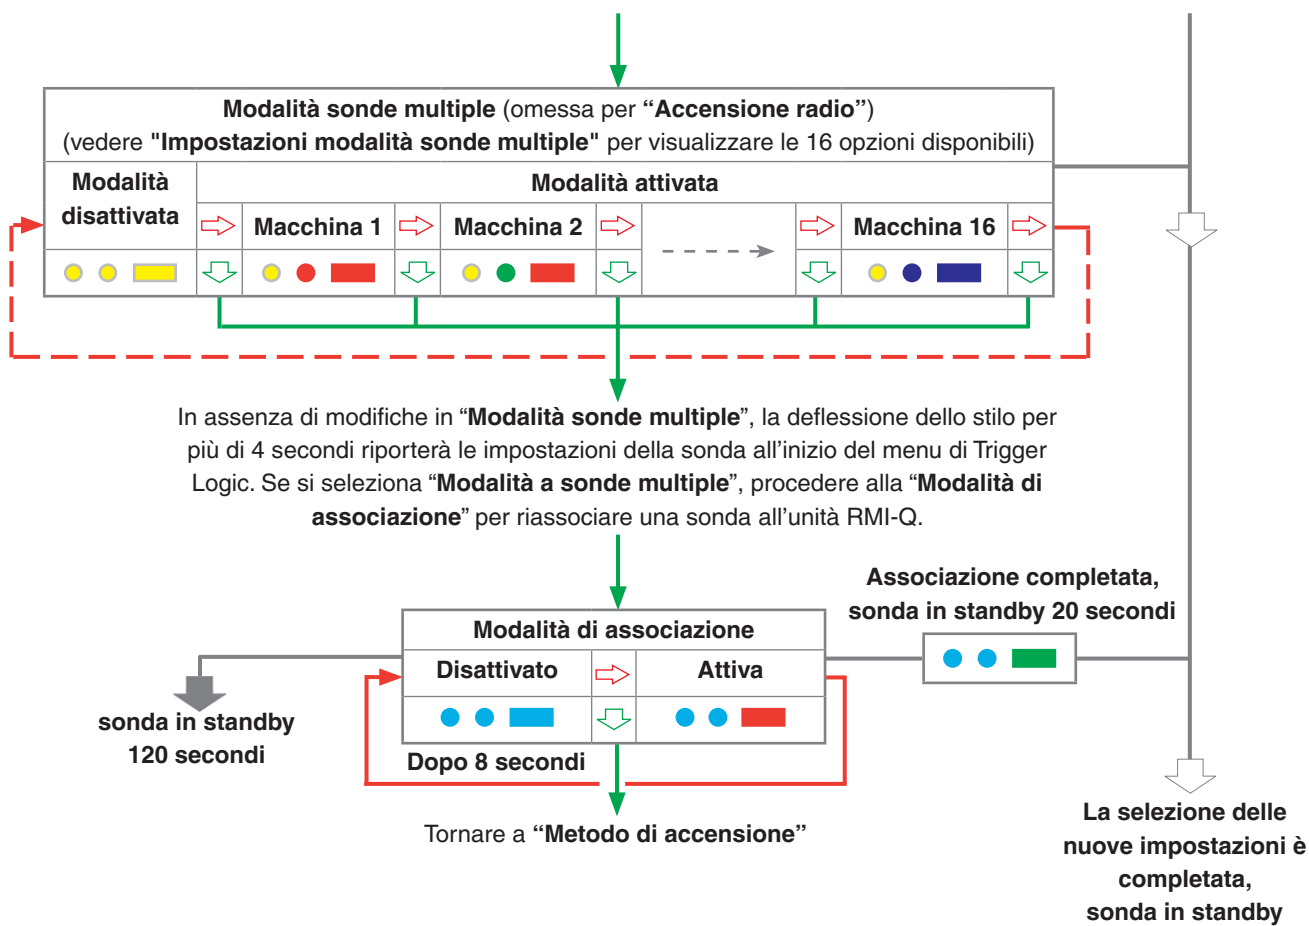 Modalità sonde multiple (omessa per “Accensione radio”)
(vedere "Impostazioni modalità sonde multiple" per visualizzare le 16 opzioni disponibili)
Modalità
disattivata
Modalità attivata
Macchina 1
Macchina 2
Macchina 16
In assenza di modifiche in “Modalità sonde multiple”, la deflessione dello stilo per
più di 4 secondi riporterà le impostazioni della sonda all’inizio del menu di Trigger
Logic. Se si seleziona “Modalità a sonde multiple”, procedere alla “Modalità di
associazione” per riassociare una sonda all’unità RMI-Q.
Associazione completata,
sonda in standby 20 secondi
Modalità di associazione
Disattivato
Attiva
sonda in standby
120 secondi
Dopo 8 secondi
Tornare a “Metodo di accensione”
La selezione delle
nuove impostazioni è
completata,
sonda in standby